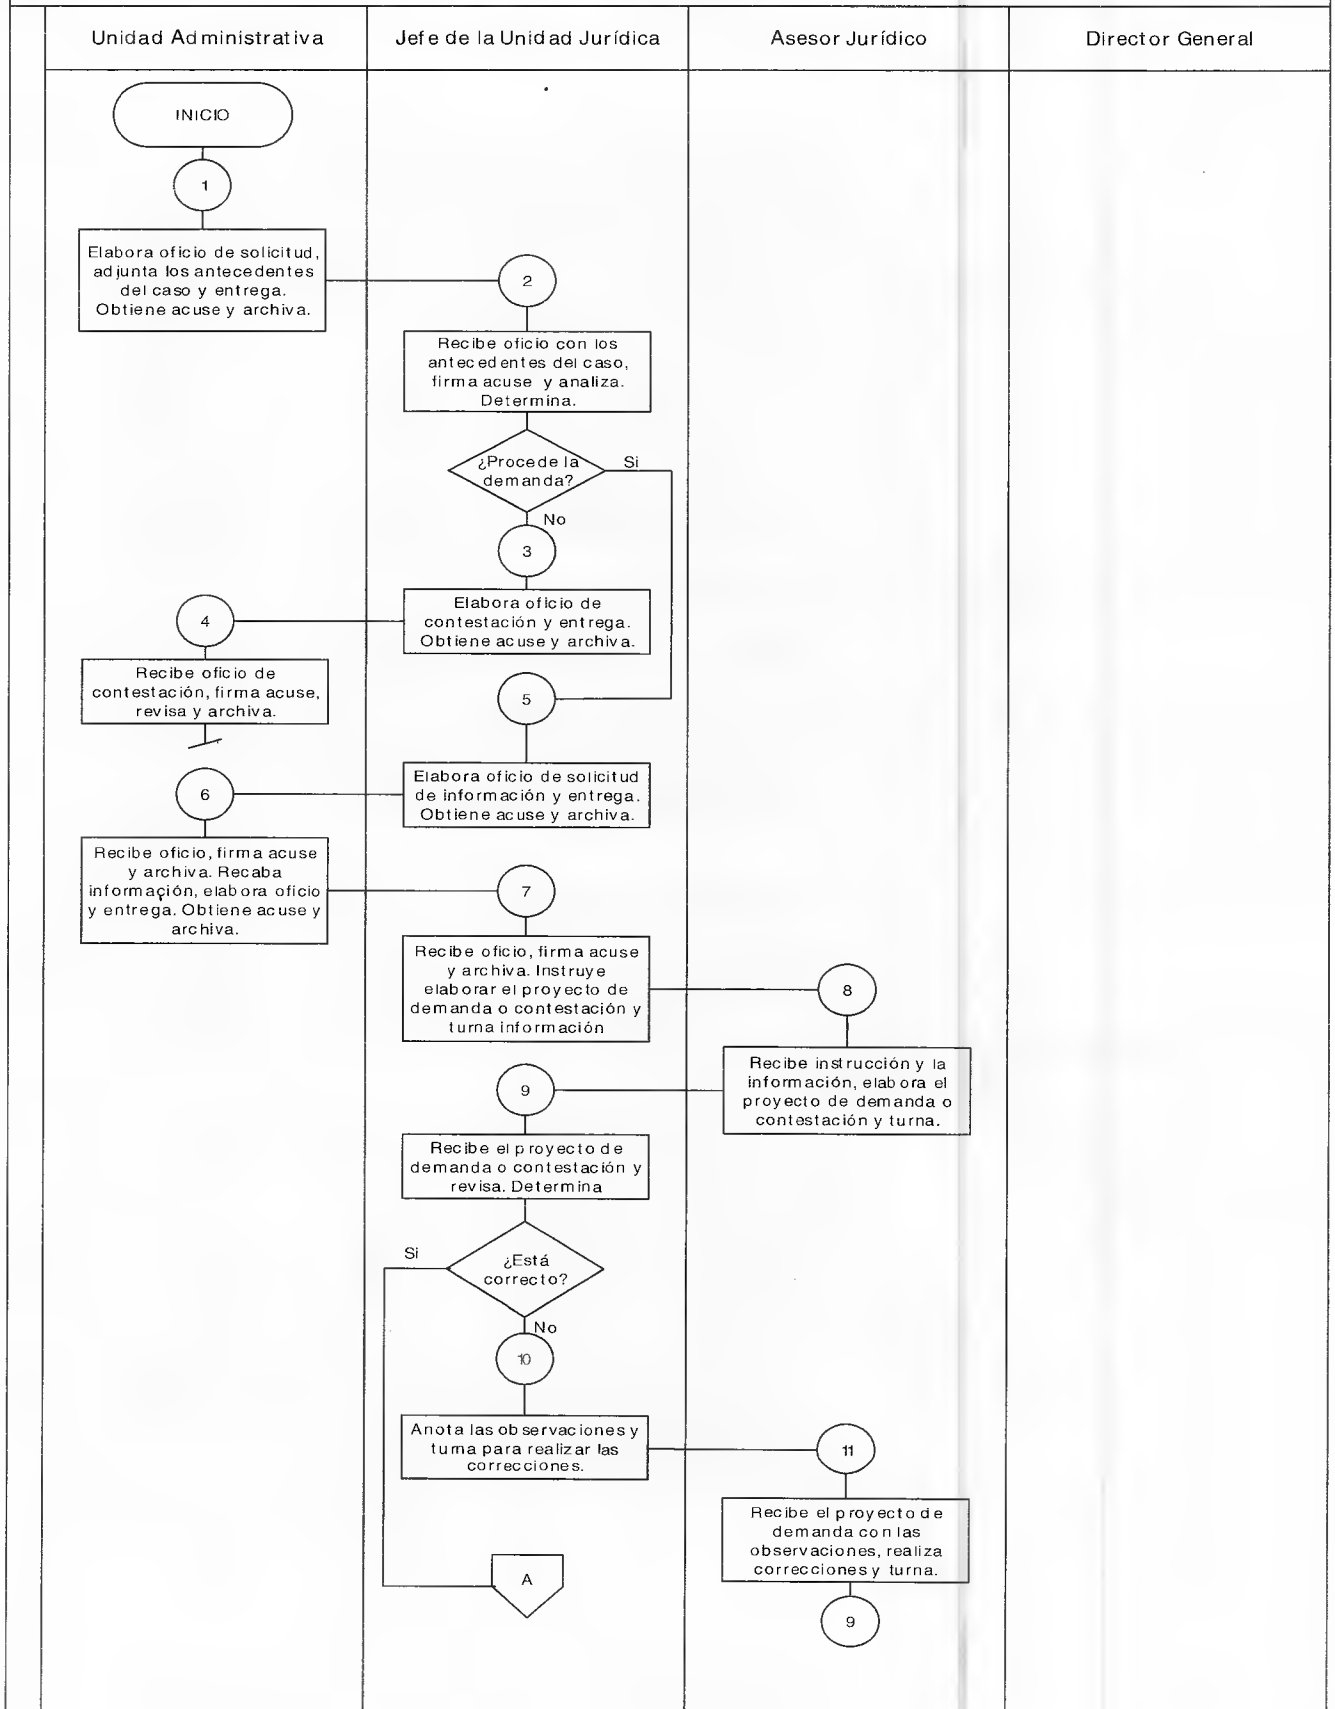 Unidad Administrativa
Jefe de la Unidad Jurídica
Asesor Jurídico
Director General
INICIO
1
Elabora oficio de solicitud,
adjunta los antecedentes
del caso y entrega.
Obtiene acuse y archiva.
2
Recibe oficio con los
antecedentes del caso,
firma acuse y analiza.
Determina.
¿Procede la
demanda?
Si
No
3
Elabora oficio de
contestación y entrega.
Obtiene acuse y archiva.
4
Recibe oficio de
contestación, firma acuse,
revisa y archiva.
5
Elabora oficio de solicitud
de información y entrega.
Obtiene acuse y archiva.
6
Recibe oficio, firma acuse
y archiva. Recaba
información, elabora oficio
y entrega. Obtiene acuse y
archiva.
7
Recibe oficio, firma acuse
y archiva. Instruye
elaborar el proyecto de
demanda o contestación y
turna información
8
Recibe instrucción y la
información, elabora el
proyecto de demanda o
contestación y turna.
9
Recibe el proyecto de
demanda o contestación y
revisa. Determina
¿Está
correcto?
Si
No
10
Anota las observaciones y
turna para realizar las
correcciones.
11
Recibe el proyecto de
demanda con las
observaciones, realiza
correcciones y turna.
A
9